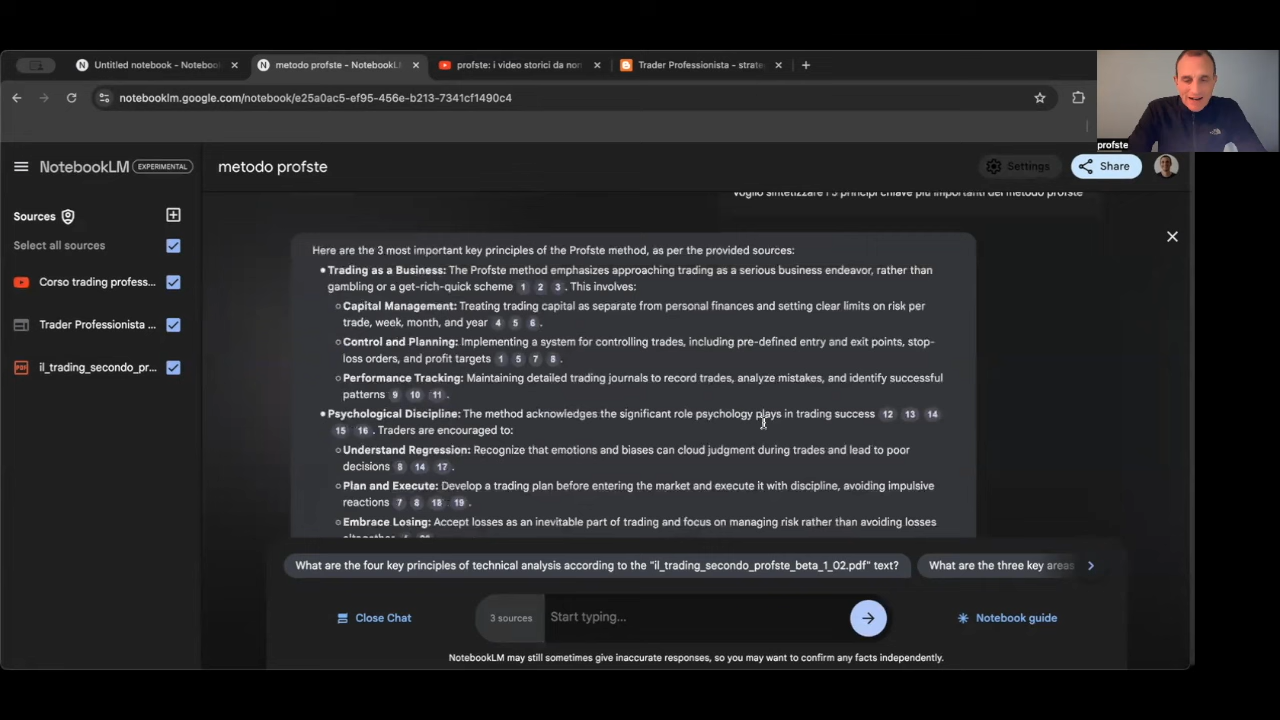 Untitled notebook - Notebool
metodo profste - NotebookLM
profste: i video storici da non
Trader Professionista - strate
notebooklm.google.com/notebook/e25a0ac5-ef95-456e-b213-7341cf1490c4
profste
NotebookLM
EXPERIMENTAL
metodo profste
Settings
Share
Sources
Select all sources
Corso trading profess...
Trader Professionista ...
PDF
il_trading_secondo_pr...
Voglio sintetizzare i 3 principi chiave più importanti del metodo profste
Here are the 3 most important key principles of the Profste method, as per the provided sources:
• Trading as a Business: The Profste method emphasizes approaching trading as a serious business endeavor, rather than
gambling or a get-rich-quick scheme 1 2 3 . This involves:
Capital Management: Treating trading capital as separate from personal finances and setting clear limits on risk per
trade, week, month, and year 4 5 6 .
Control and Planning: Implementing a system for controlling trades, including pre-defined entry and exit points, stop-
loss orders, and profit targets 1 5 7 8 .
Performance Tracking: Maintaining detailed trading journals to record trades, analyze mistakes, and identify successful
patterns 9 10 11 .
• Psychological Discipline: The method acknowledges the significant role psychology plays in trading success 12 13 14
15 16 . Traders are encouraged to:
Understand Regression: Recognize that emotions and biases can cloud judgment during trades and lead to poor
decisions 8 14 17 .
Plan and Execute: Develop a trading plan before entering the market and execute it with discipline, avoiding impulsive
reactions 7 8 18 19 .
Embrace Losing: Accept losses as an inevitable part of trading and focus on managing risk rather than avoiding losses
altogether
What are the four key principles of technical analysis according to the "il_trading_secondo_profste_beta_1_02.pdf" text?
What are the three key areas
Close Chat
3 sources
Start typing...
Notebook guide
NotebookLM may still sometimes give inaccurate responses, so you may want to confirm any facts independently.